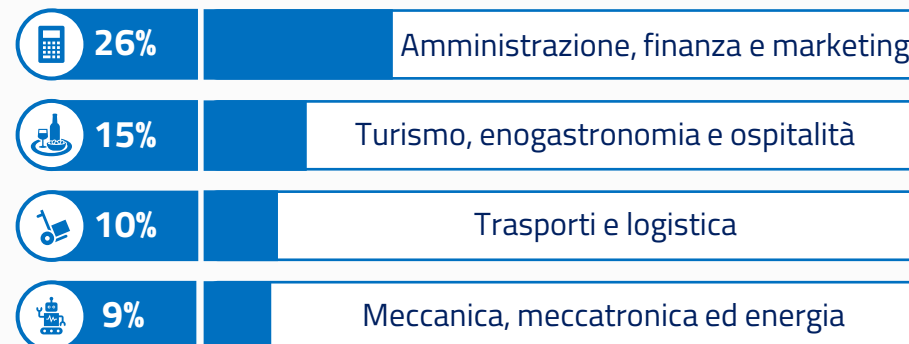 26% Amministrazione, finanza e marketing
15% Turismo, enogastronomia e ospitalità
10% Trasporti e logistica
9% Meccanica, meccatronica ed energia